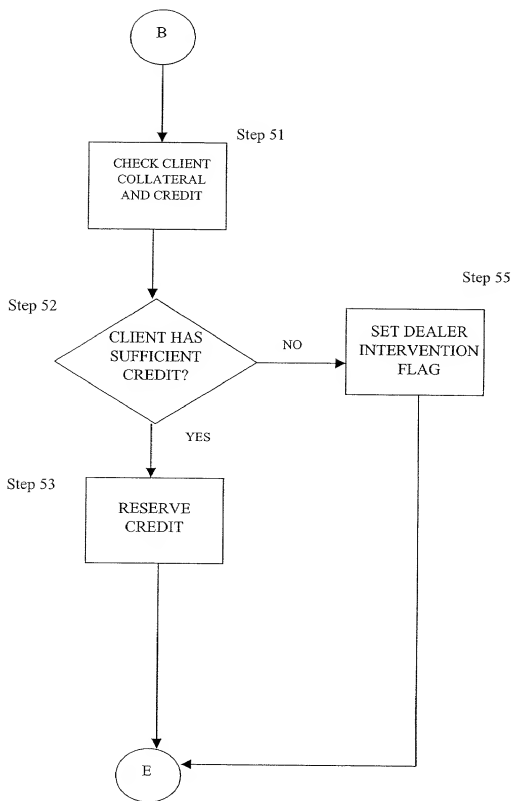 B
Step 51
CHECK CLIENT
COLLATERAL
AND CREDIT
Step 55
Step 52
CLIENT HAS
SUFFICIENT
CREDIT?
NO
SET DEALER
INTERVENTION
FLAG
YES
Step 53
RESERVE
CREDIT
E